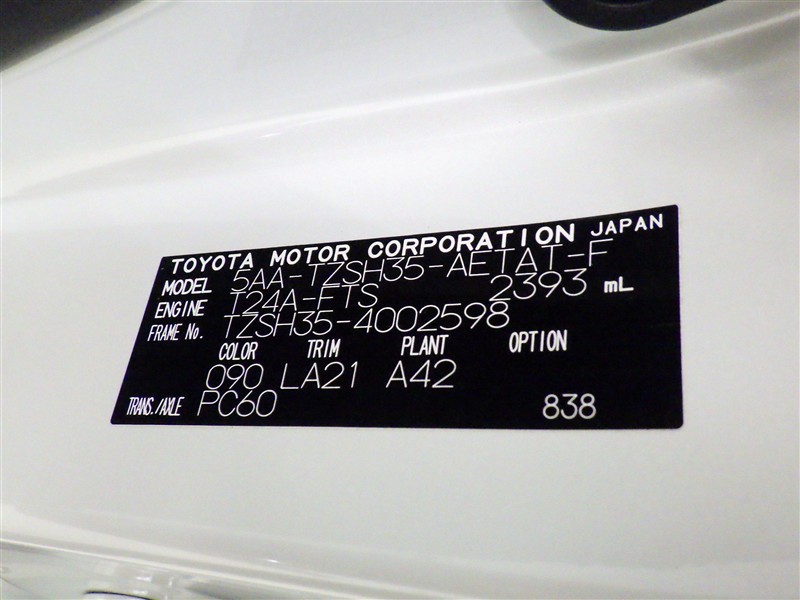 TOYOTA MOTOR CORPORATION JAPAN
MODEL 5AA-TZSH35-AETAT-F
ENGINE T24A-FTS 2393 mL
FRAME No. TZSH35-4002598
COLOR TRIM PLANT OPTION
090 LA21 A42
TRANS./AXLE PC60 838